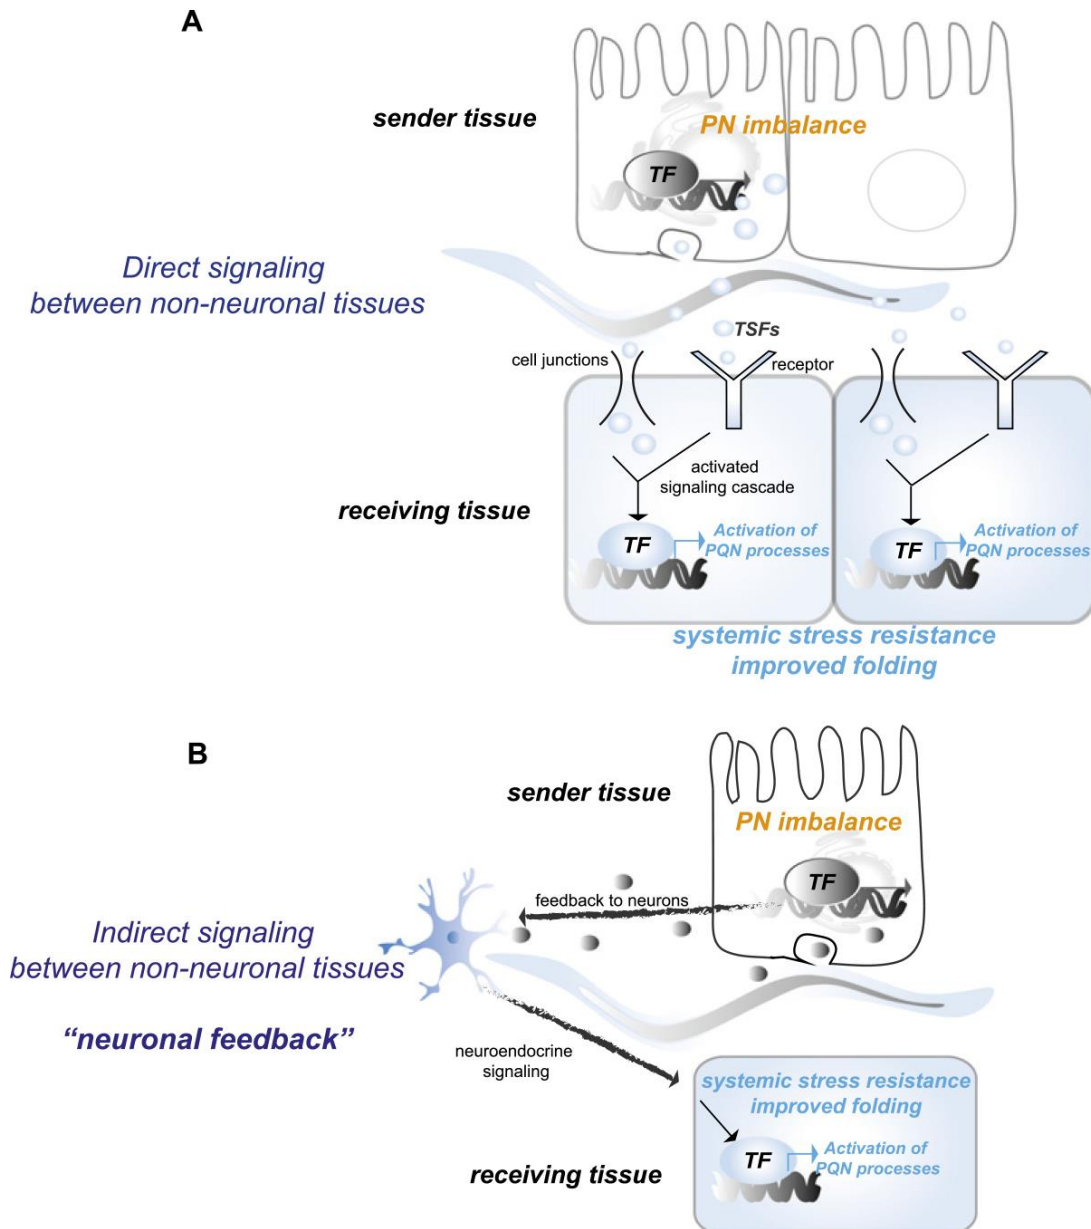 A
sender tissue
PN imbalance
TF
Direct signaling
between non-neuronal tissues
TSFs
cell junctions
receptor
activated
signaling cascade
receiving tissue
TF
Activation of
PQN processes
TF
Activation of
PQN processes
systemic stress resistance
improved folding
B
sender tissue
PN imbalance
TF
feedback to neurons
Indirect signaling
between non-neuronal tissues
“neuronal feedback”
neuroendocrine
signaling
systemic stress resistance
improved folding
TF
Activation of
PQN processes
receiving tissue